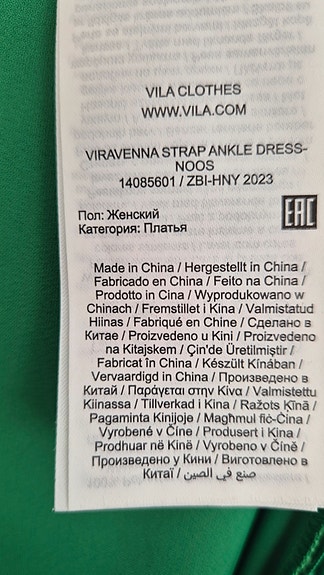 VILA CLOTHES
WWW.VILA.COM
VIRAVENNA STRAP ANKLE DRESS-
NOOS
14085601 / ZBI-HNY 2023
EAC
Пол: Женский
Категория: Платья
Made in China / Hergestellt in China /
Fabricado en China / Feito na China /
Prodotto in Cina / Wyprodukowano w
Chinach / Fremstillet i Kina / Valmistatud
Hiinas / Fabriqué en Chine / Сделано в
Китае / Proizvedeno u Kini / Proizvedeno
na Kitajskem / Çin'de Üretilmiştir /
Fabricat în China / Készült Kínában /
Vervaardigd in China / Произведено в
Китай / Παράγεται στην Κίνα / Valmistettu
Kiinassa / Tillverkad i Kina / Ražots Ķīnā /
Pagaminta Kinijoje / Magħmul fiċ-Ċina /
Vyrobené v Číne / Produsert i Kina /
Prodhuar në Kinë / Vyrobeno v Číně /
Произведено у Кини / Виготовлено в
Китаї / صنع في الصين /